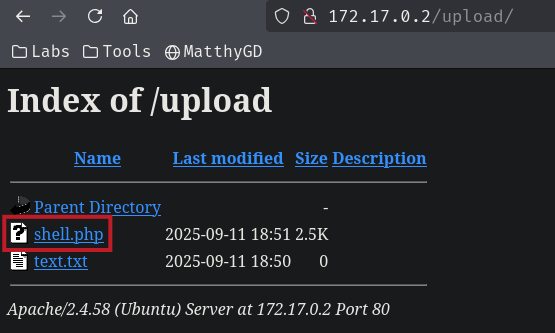 172.17.0.2/upload/
Labs Tools MatthyGD
Index of /upload
Name Last modified Size Description
Parent Directory -
shell.php 2025-09-11 18:51 2.5K
text.txt 2025-09-11 18:50 0
Apache/2.4.58 (Ubuntu) Server at 172.17.0.2 Port 80